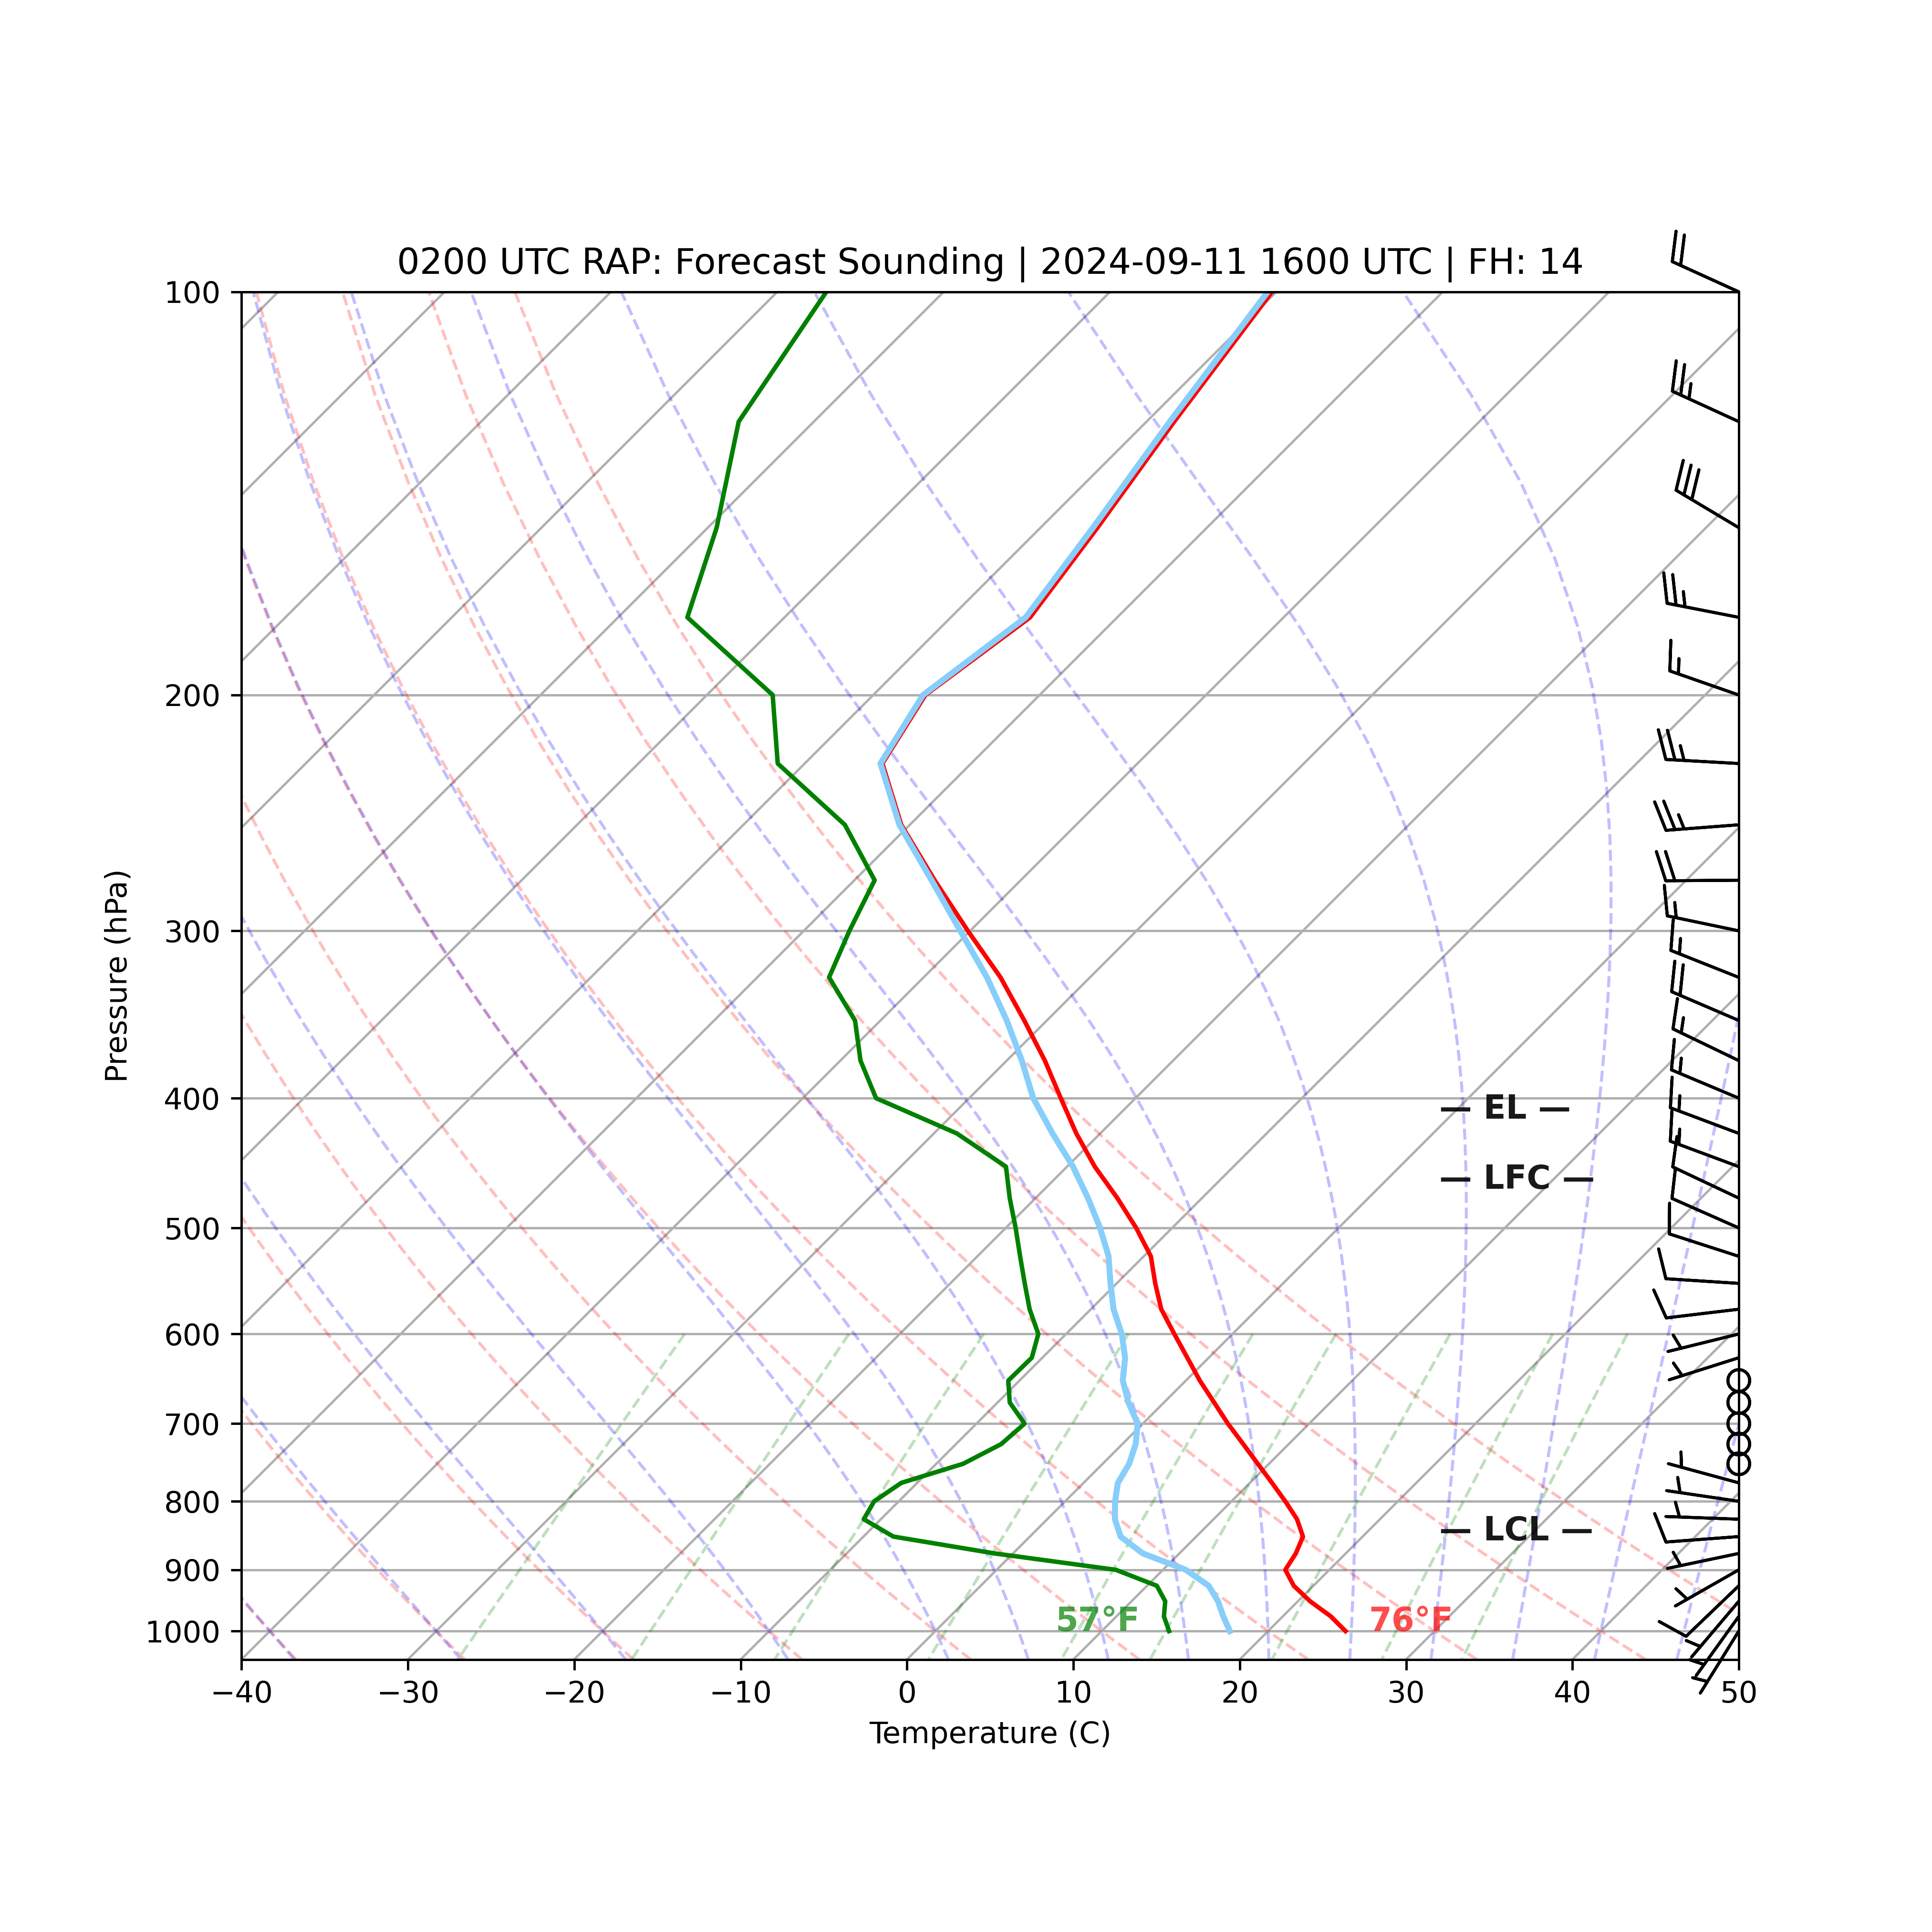 0200 UTC RAP: Forecast Sounding | 2024-09-11 1600 UTC | FH: 14
100
200
300
400
500
600
700
800
900
1000
Pressure (hPa)
— EL —
— LFC —
— LCL —
57°F
76°F
−40 −30 −20 −10 0 10 20 30 40 50
Temperature (C)